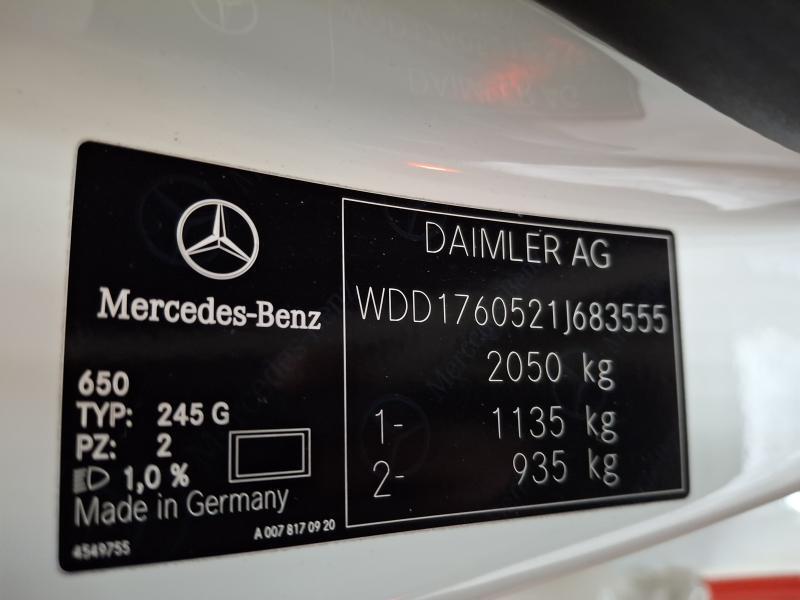 Mercedes-Benz
650
TYP: 245 G
PZ: 2
1,0 %
Made in Germany
4549755
A 007 817 09 20
DAIMLER AG
WDD1760521J683555
2050 kg
1- 1135 kg
2- 935 kg